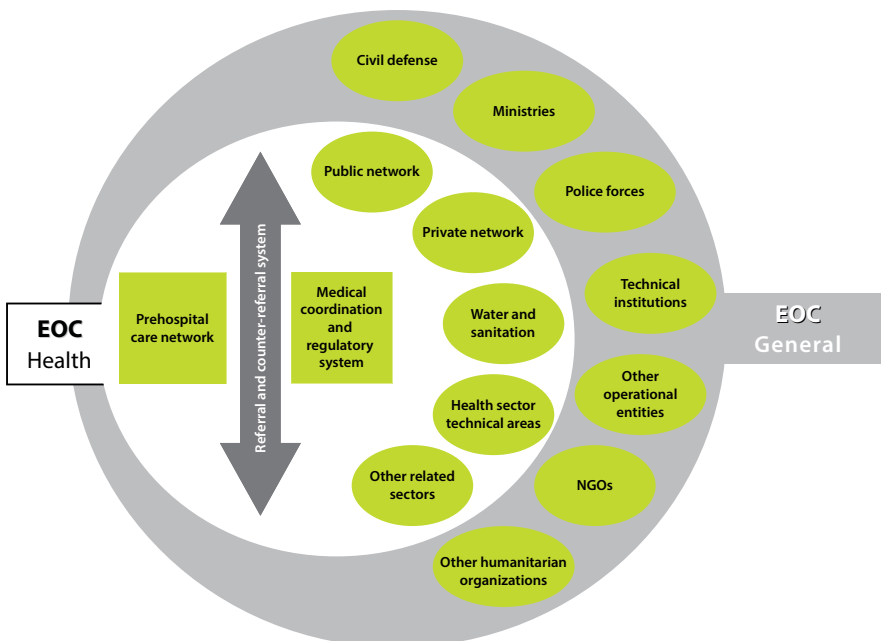 Civil defense
Ministries
Public network
Police forces
Private network
Referral and counter-referral system
EOC
Health
Prehospital
care network
Medical
coordination
and
regulatory
system
Water and
sanitation
Technical
institutions
EOC
General
Health sector
technical areas
Other
operational
entities
Other related
sectors
NGOs
Other humanitarian
organizations